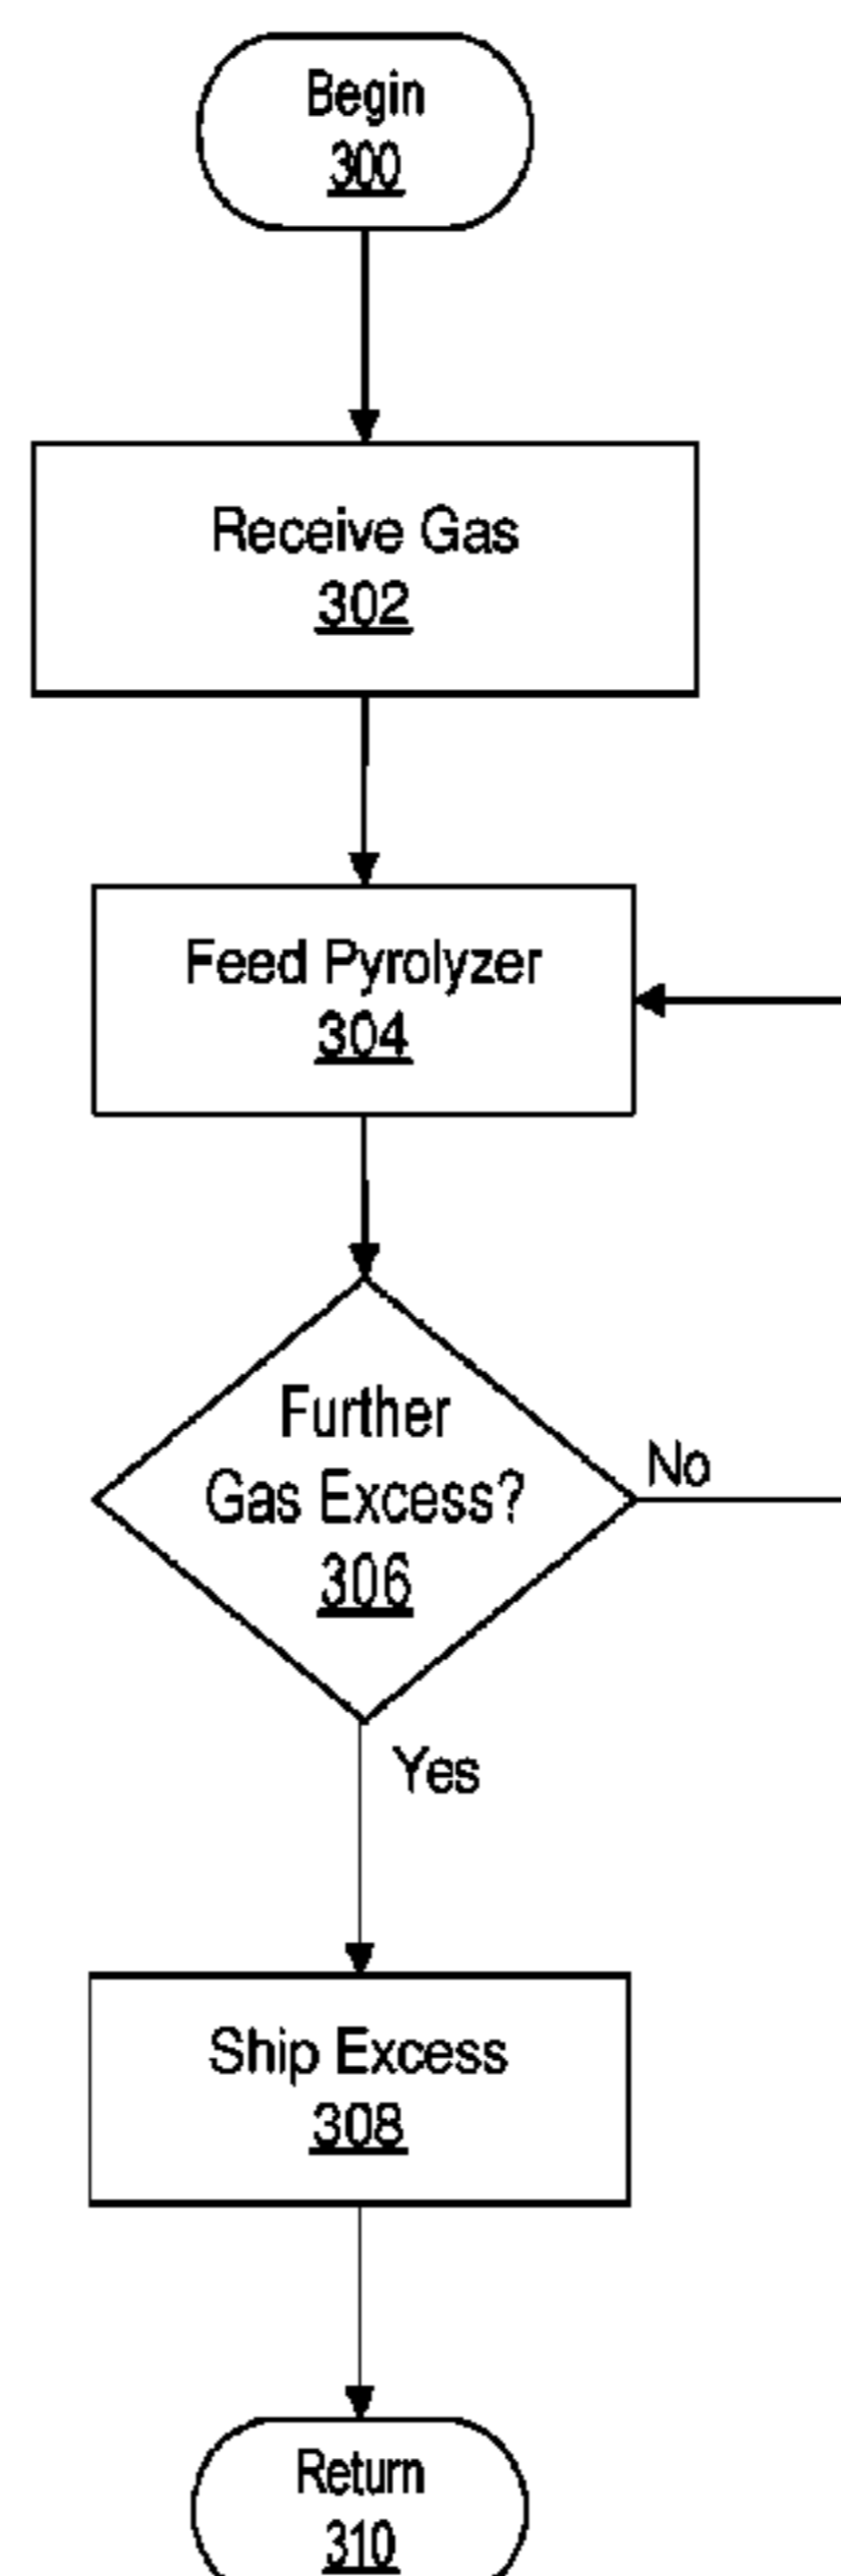 Begin
300
Receive Gas
302
Feed Pyrolyzer
304
Further
Gas Excess?
306
No
Yes
Ship Excess
308
Return
310